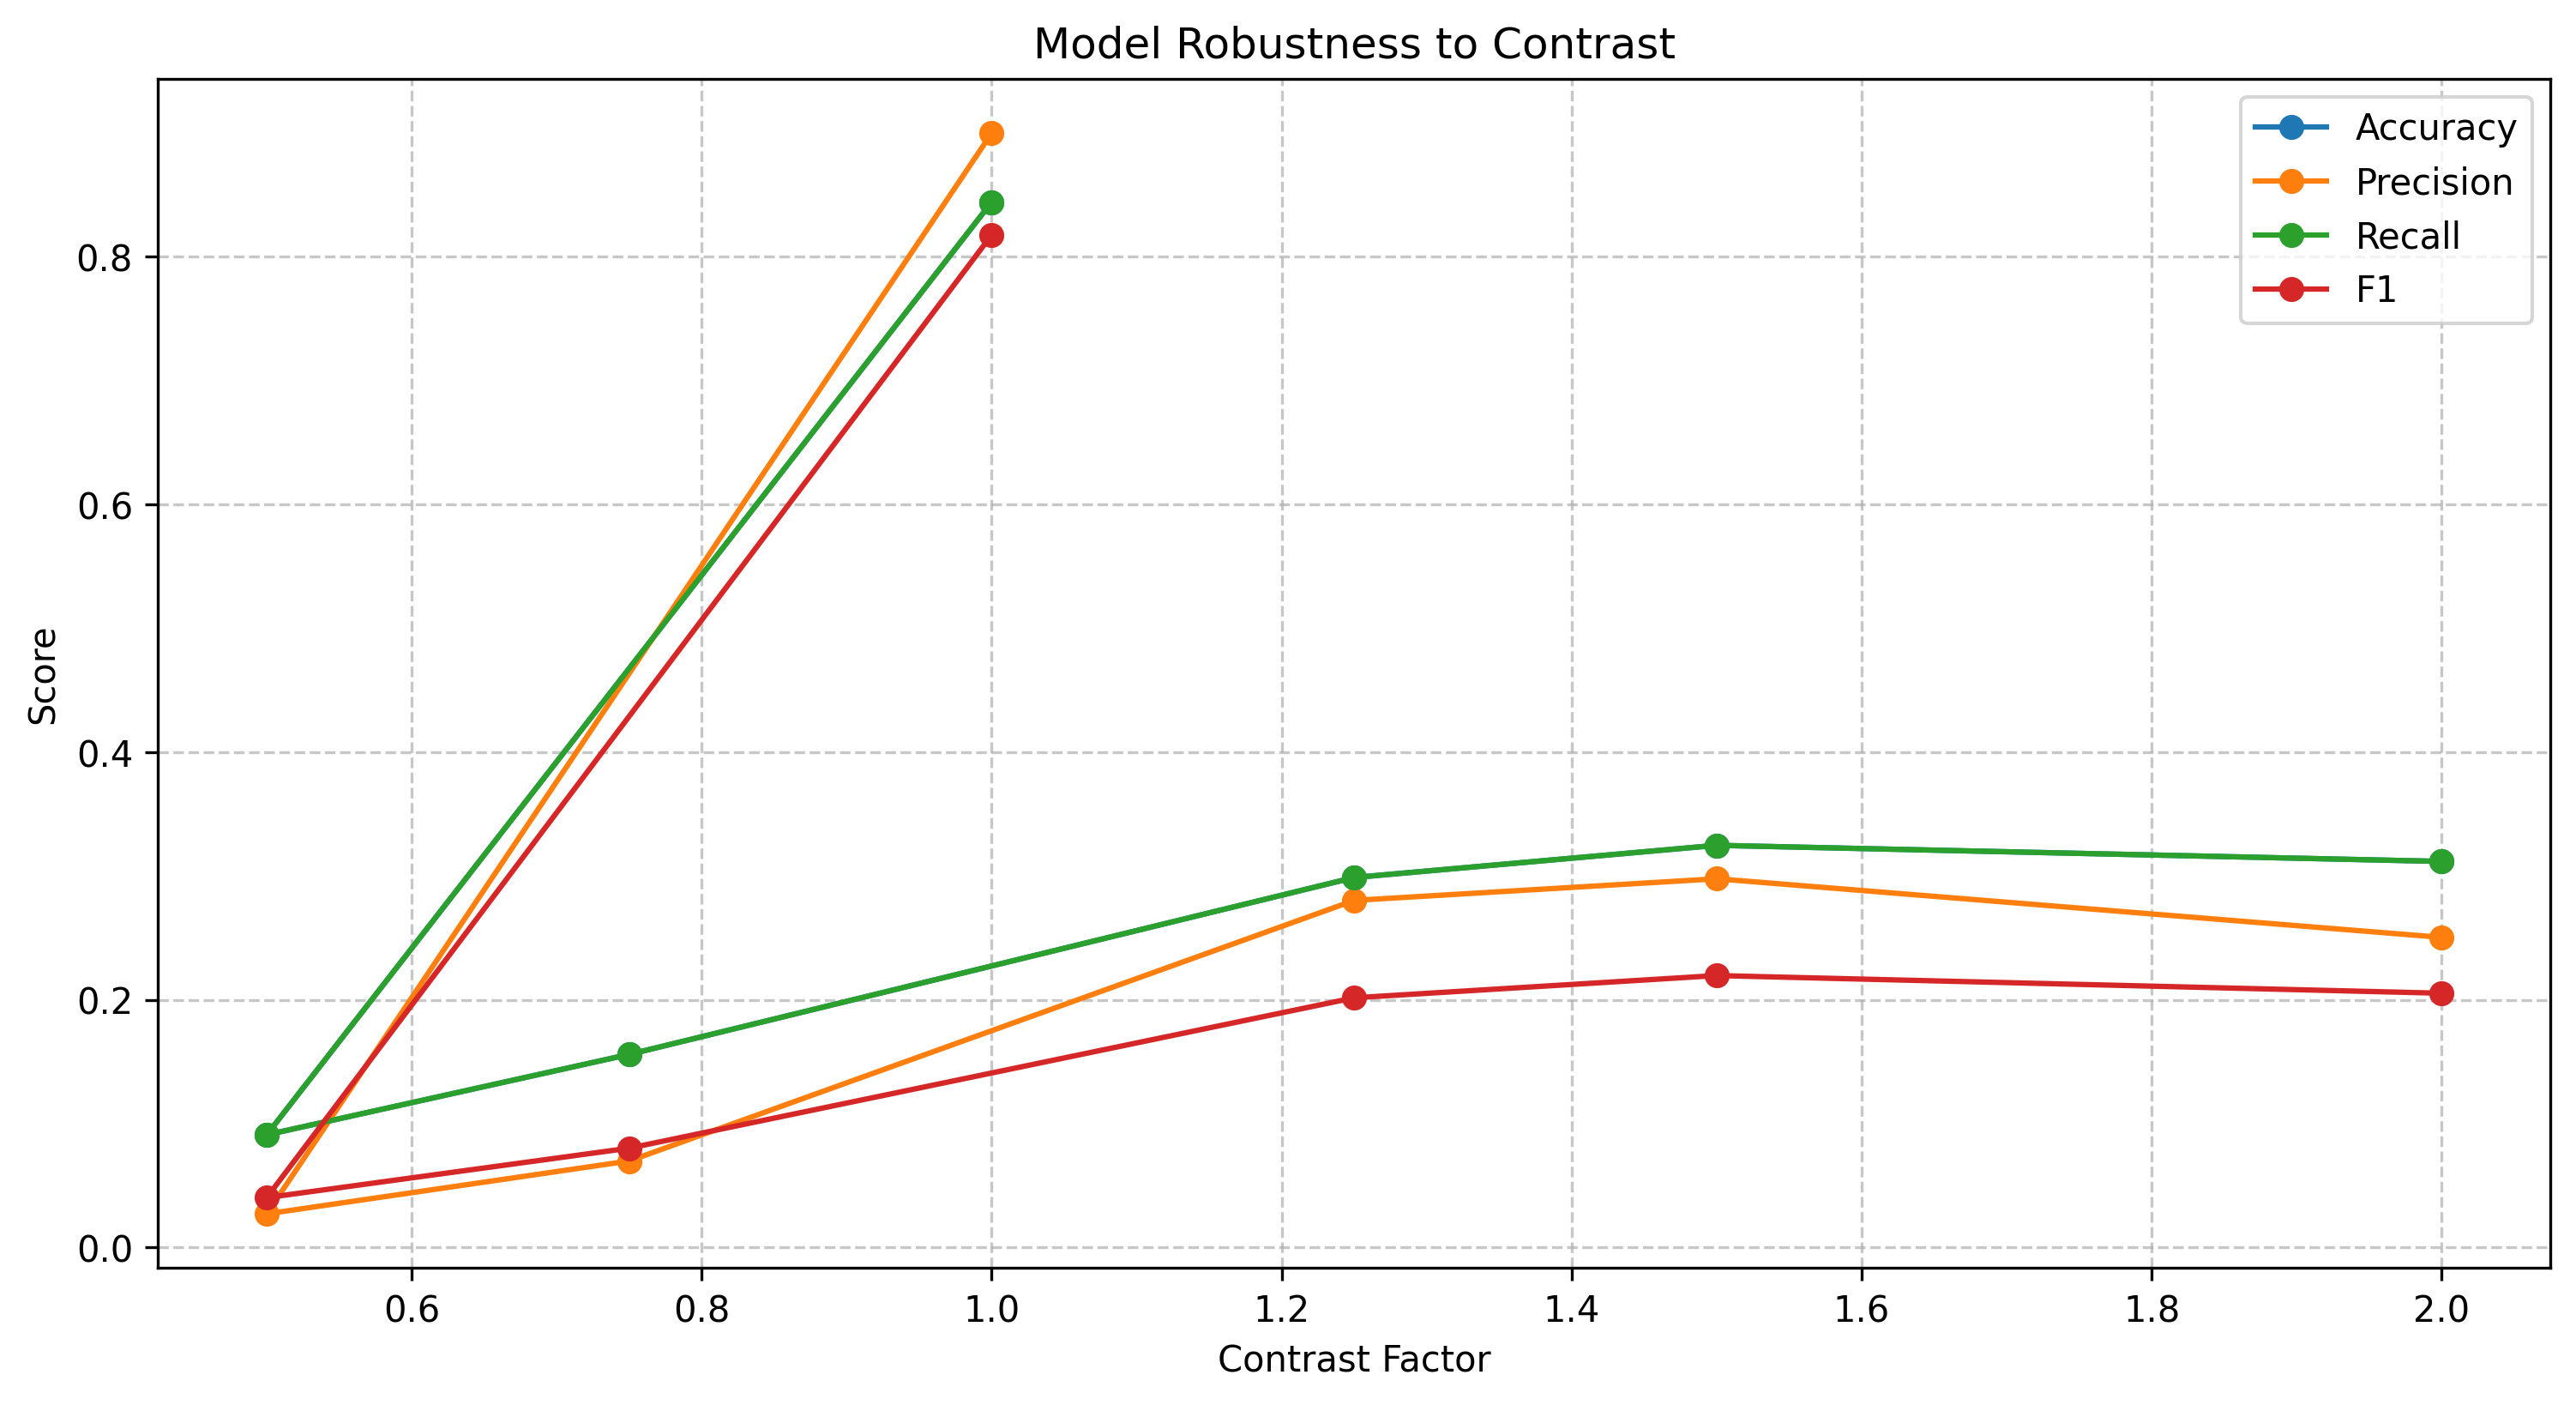 Model Robustness to Contrast
Accuracy
Precision
Recall
F1
Score
0.8
0.6
0.4
0.2
0.0
0.6 0.8 1.0 1.2 1.4 1.6 1.8 2.0
Contrast Factor